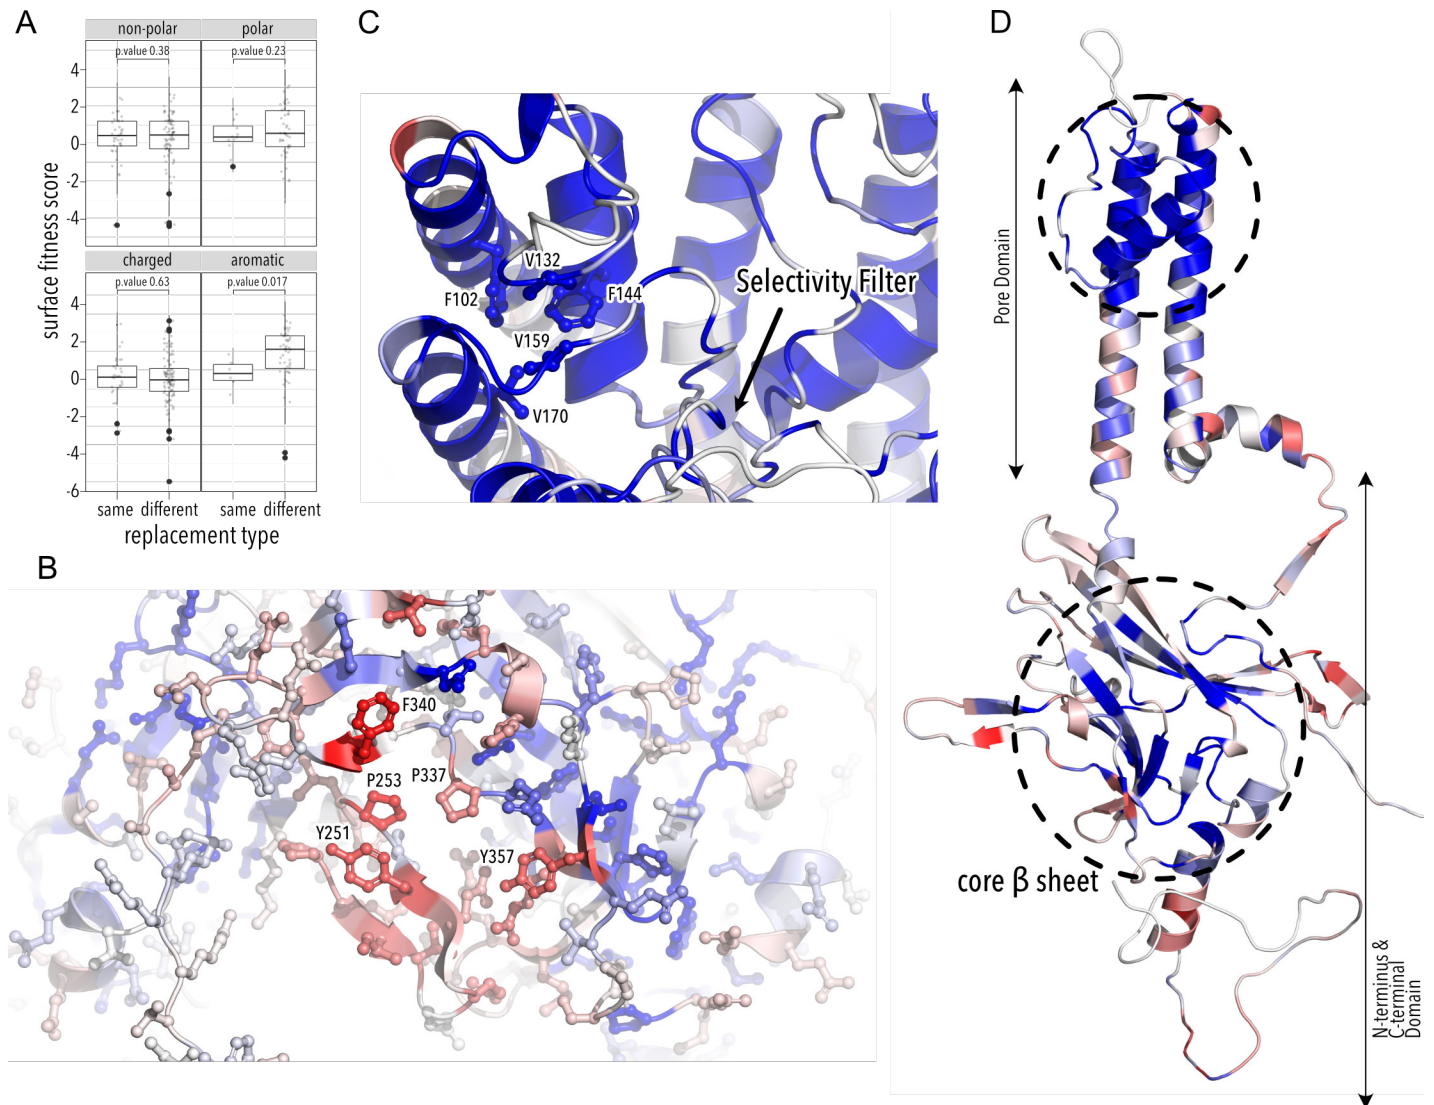 A
non-polar
polar
p.value 0.38
p.value 0.23
4
2
0
-2
-4
charged
aromatic
p.value 0.63
p.value 0.017
4
2
0
-2
-4
-6
surface fitness score
same
different
same
different
replacement type
B
F340
P253
P337
Y251
Y357
C
V132
F102
F144
V159
V170
Selectivity Filter
D
Pore Domain
core β sheet
N-terminus &
C-terminal
Domain